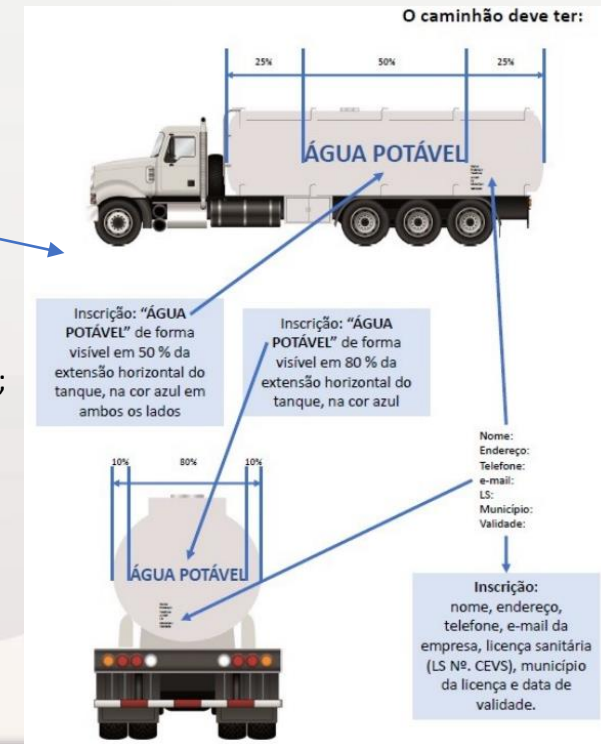 O caminhão deve ter:
25% 50% 25%
ÁGUA POTÁVEL
Inscrição: “ÁGUA
POTÁVEL” de forma
visível em 50 % da
extensão horizontal do
tanque, na cor azul em
ambos os lados
Inscrição: “ÁGUA
POTÁVEL” de forma
visível em 80 % da
extensão horizontal do
tanque, na cor azul
;
10% 80% 10%
ÁGUA POTÁVEL
Nome:
Endereço:
Telefone:
e-mail:
LS:
Município:
Validade:
Inscrição:
nome, endereço,
telefone, e-mail da
empresa, licença sanitária
(LS Nº. CEVS), município
da licença e data de
validade.